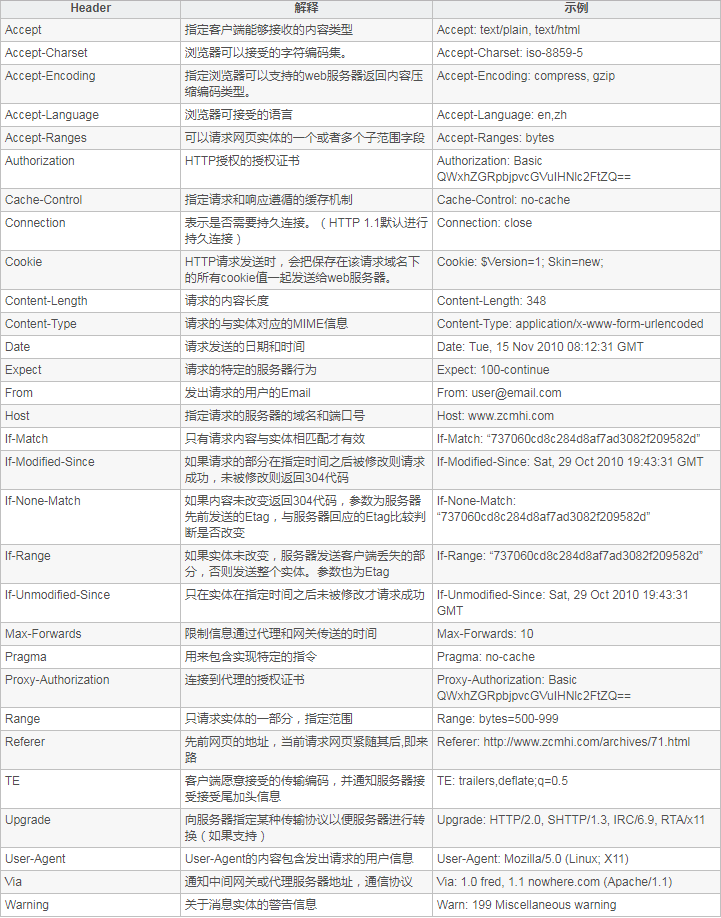 Header 解释 示例
Accept 指定客户端能够接收的内容类型 Accept: text/plain, text/html
Accept-Charset 浏览器可以接受的字符编码集。 Accept-Charset: iso-8859-5
Accept-Encoding 指定浏览器可以支持的web服务器返回内容压 Accept-Encoding: compress, gzip
缩编码类型。
Accept-Language 浏览器可接受的语言 Accept-Language: en,zh
Accept-Ranges 可以请求网页实体的一个或者多个子范围字段 Accept-Ranges: bytes
Authorization HTTP授权的授权证书 Authorization: Basic
QWxhZGRpbjpvcGVuIHNlc2FtZQ==
Cache-Control 指定请求和响应遵循的缓存机制 Cache-Control: no-cache
Connection 表示是否需要持久连接。（HTTP 1.1默认进行 Connection: close
持久连接）
Cookie HTTP请求发送时，会把保存在该请求域名下 Cookie: $Version=1; Skin=new;
的所有cookie值一起发送给web服务器。
Content-Length 请求的内容长度 Content-Length: 348
Content-Type 请求的与实体对应的MIME信息 Content-Type: application/x-www-form-urlencoded
Date 请求发送的日期和时间 Date: Tue, 15 Nov 2010 08:12:31 GMT
Expect 请求的特定的服务器行为 Expect: 100-continue
From 发出请求的用户的Email From: user@email.com
Host 指定请求的服务器的域名和端口号 Host: www.zcmhi.com
If-Match 只有请求内容与实体相匹配才有效 If-Match: “737060cd8c284d8af7ad3082f209582d”
If-Modified-Since 如果请求的部分在指定时间之后被修改则请求 If-Modified-Since: Sat, 29 Oct 2010 19:43:31 GMT
成功，未被修改则返回304代码
If-None-Match 如果内容未改变返回304代码，参数为服务器 If-None-Match:
先前发送的Etag，与服务器回应的Etag比较判 “737060cd8c284d8af7ad3082f209582d”
断是否改变
If-Range 如果实体未改变，服务器发送客户端丢失的部 If-Range: “737060cd8c284d8af7ad3082f209582d”
分，否则发送整个实体。参数也为Etag
If-Unmodified-Since 只在实体在指定时间之后未被修改才请求成功 If-Unmodified-Since: Sat, 29 Oct 2010 19:43:31
GMT
Max-Forwards 限制信息通过代理和网关传送的时间 Max-Forwards: 10
Pragma 用来包含实现特定的指令 Pragma: no-cache
Proxy-Authorization 连接到代理的授权证书 Proxy-Authorization: Basic
QWxhZGRpbjpvcGVuIHNlc2FtZQ==
Range 只请求实体的一部分，指定范围 Range: bytes=500-999
Referer 先前网页的地址，当前请求网页紧随其后,即来 Referer: http://www.zcmhi.com/archives/71.html
路
TE 客户端愿意接受的传输编码，并通知服务器接 TE: trailers,deflate;q=0.5
受接受尾加头信息
Upgrade 向服务器指定某种传输协议以便服务器进行转 Upgrade: HTTP/2.0, SHTTP/1.3, IRC/6.9, RTA/x11
换（如果支持）
User-Agent User-Agent的内容包含发出请求的用户信息 User-Agent: Mozilla/5.0 (Linux; X11)
Via 通知中间网关或代理服务器地址，通信协议 Via: 1.0 fred, 1.1 nowhere.com (Apache/1.1)
Warning 关于消息实体的警告信息 Warn: 199 Miscellaneous warning